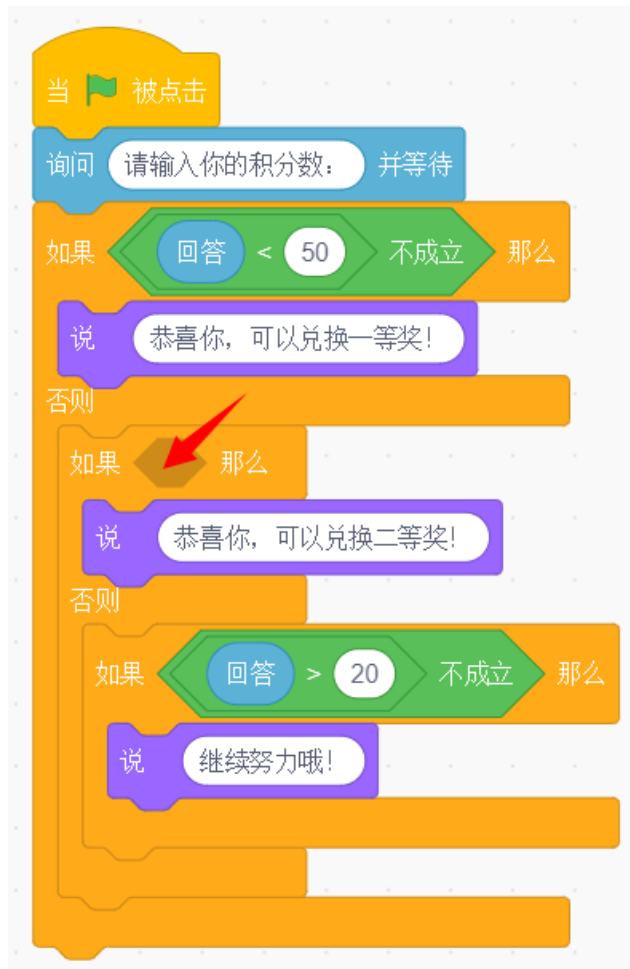 当 被点击
询问 请输入你的积分数： 并等待
如果 回答 < 50 不成立 那么
说 恭喜你，可以兑换一等奖！
否则
如果 那么
说 恭喜你，可以兑换二等奖！
否则
如果 回答 > 20 不成立 那么
说 继续努力哦！